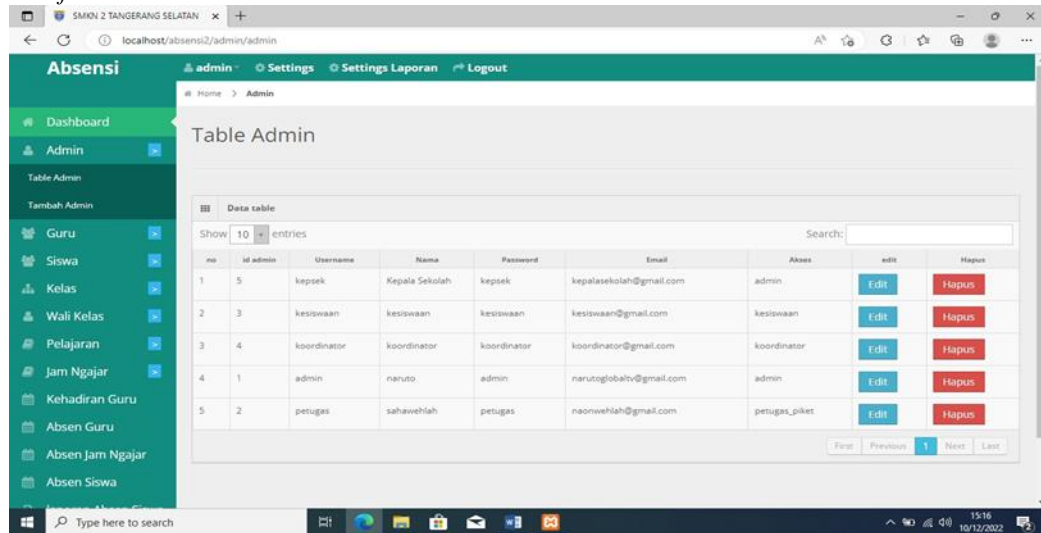 SMKN 2 TANGERANG SELATAN
localhost/absensi2/admin/admin
Absensi
admin Settings Settings Laporan Logout
Home > Admin
Dashboard
Admin
Table Admin
Tambah Admin
Guru
Siswa
Kelas
Wali Kelas
Pelajaran
Jam Ngajar
Kehadiran Guru
Absen Guru
Absen Jam Ngajar
Absen Siswa
Table Admin
Data table
Show 10 entries Search:
no id admin Username Nama Password Email Akses edit Hapus
1 5 kepsek Kepala Sekolah kepsek kepalasekolah@gmail.com admin Edit Hapus
2 3 kesiswaan kesiswaan kesiswaan kesiswaan@gmail.com kesiswaan Edit Hapus
3 4 koordinator koordinator koordinator koordinator@gmail.com koordinator Edit Hapus
4 1 admin naruto admin narutoglobaltv@gmail.com admin Edit Hapus
5 2 petugas sahawehlah petugas naonwehlah@gmail.com petugas_piket Edit Hapus
First Previous 1 Next Last
Type here to search
15:16
10/12/2022